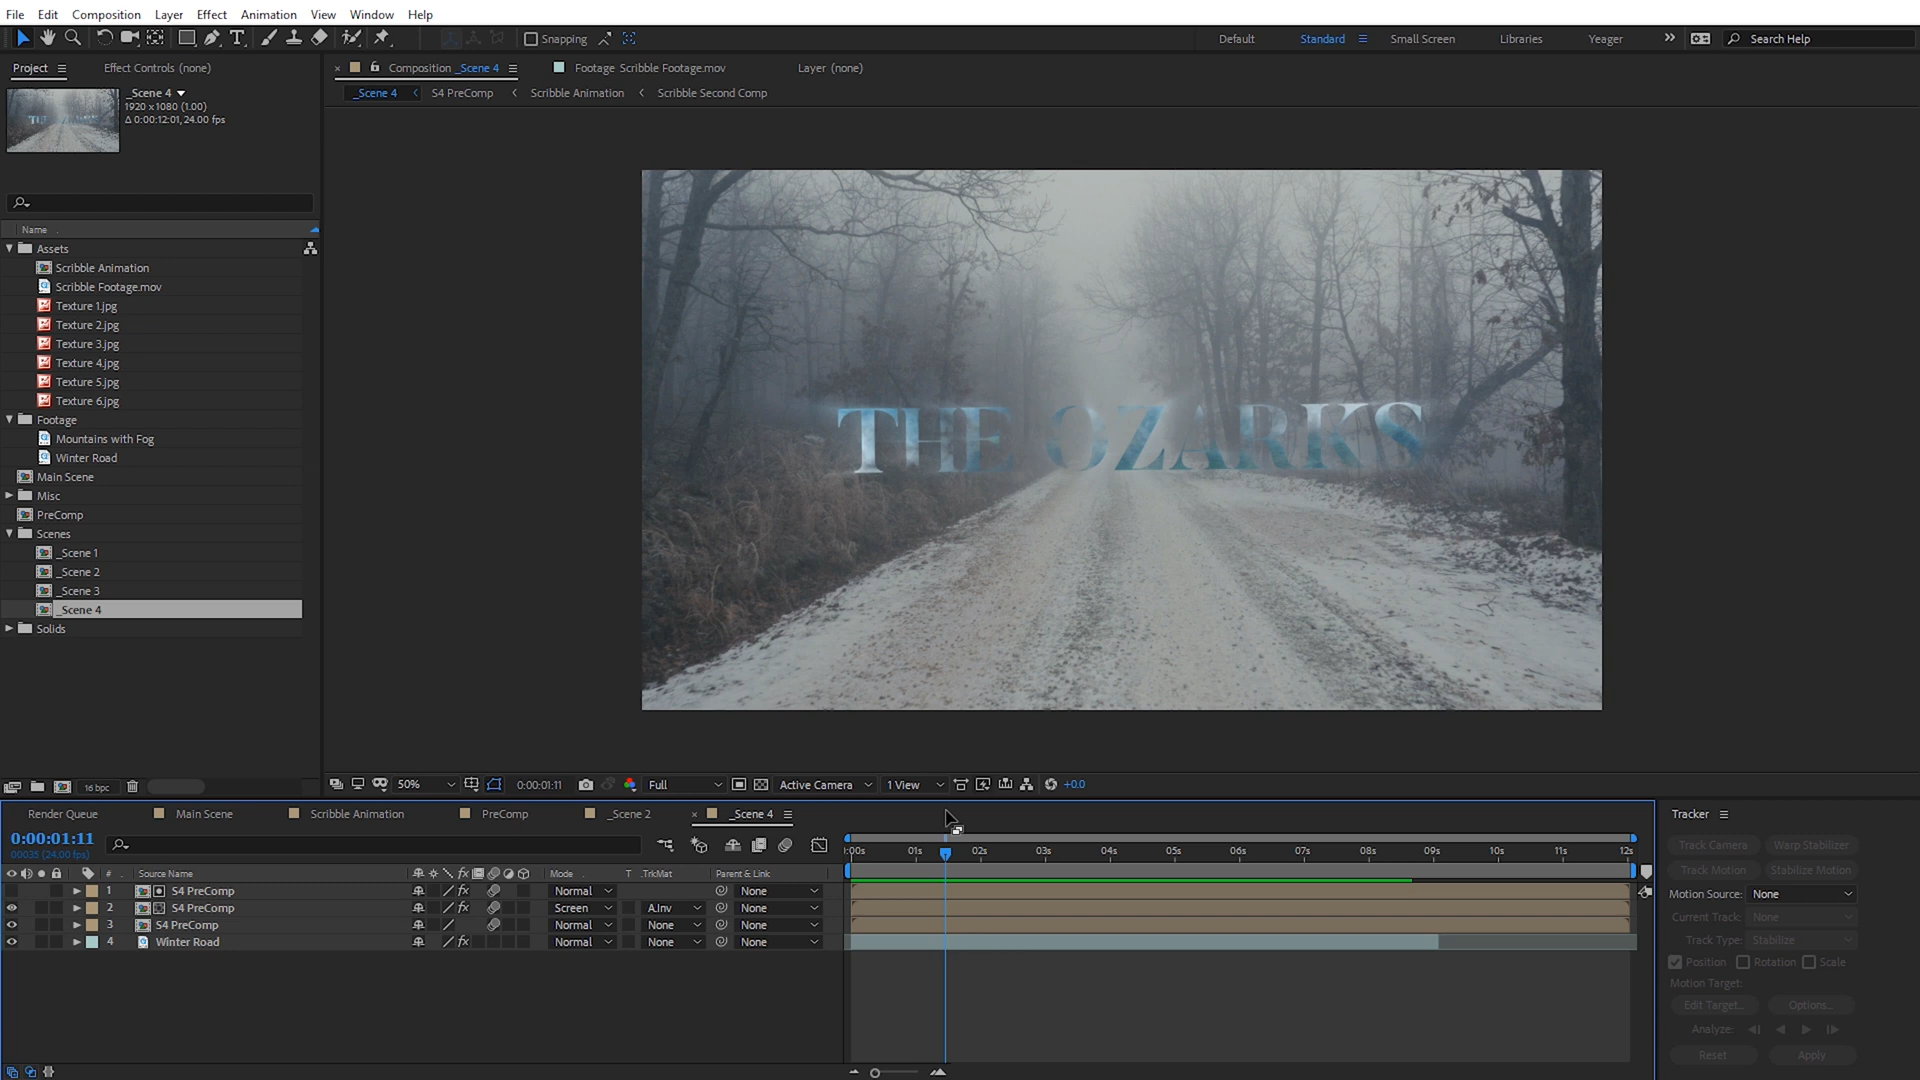 File Edit Composition Layer Effect Animation View Window Help
Snapping Default Standard Small Screen Libraries Yeager Search Help
Project Effect Controls (none) Composition _Scene 4 Footage Scribble Footage.mov Layer (none)
_Scene 4 S4 PreComp Scribble Animation Scribble Second Comp
_Scene 4
1920 x 1080 (1.00)
Δ 0:00:12:01, 24.00 fps
Name
Assets
Scribble Animation
Scribble Footage.mov
Texture 1.jpg
Texture 2.jpg
Texture 3.jpg
Texture 4.jpg
Texture 5.jpg
Texture 6.jpg
Footage
Mountains with Fog
Winter Road
Main Scene
Misc
PreComp
Scenes
_Scene 1
_Scene 2
_Scene 3
_Scene 4
Solids
THE OZARKS
16 bpc 50% 0:00:01:11 Full Active Camera 1 View +0.0
Render Queue Main Scene Scribble Animation PreComp _Scene 2 _Scene 4
0:00:01:11
00035 (24.00 fps)
:00s 01s 02s 03s 04s 05s 06s 07s 08s 09s 10s 11s 12s
# Source Name Mode T .TrkMat Parent & Link
1 S4 PreComp Normal None
2 S4 PreComp Screen A.Inv None
3 S4 PreComp Normal None None
4 Winter Road Normal None None
Tracker
Track Camera Warp Stabilizer
Track Motion Stabilize Motion
Motion Source: None
Current Track: None
Track Type: Stabilize
Position Rotation Scale
Motion Target:
Edit Target... Options...
Analyze:
Reset Apply